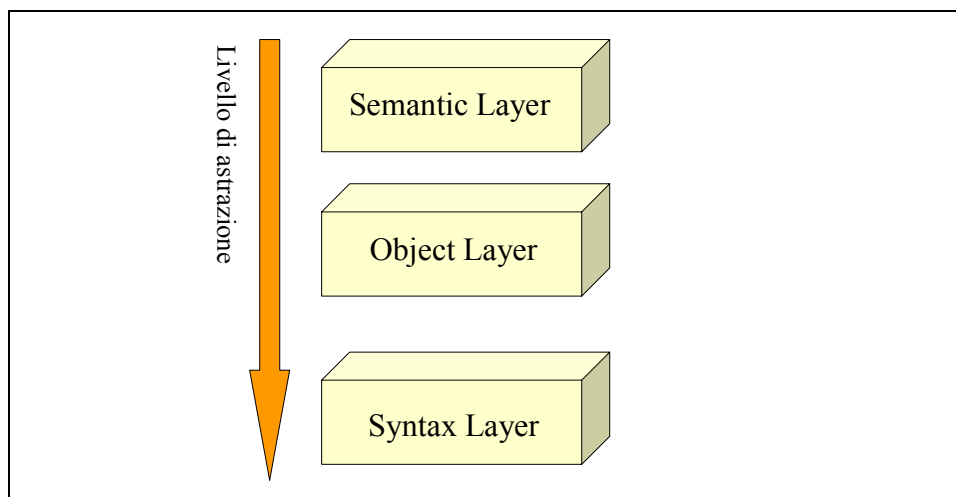 Livello di astrazione
Semantic Layer
Object Layer
Syntax Layer